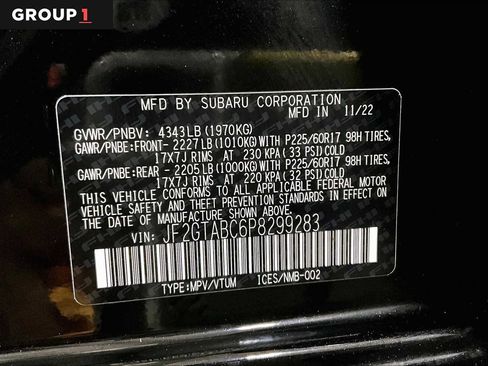 GROUP 1
MFD BY SUBARU CORPORATION
MFD IN 11/22
GVWR/PNBV: 4343LB(1970KG)
GAWR/PNBE:FRONT- 2227LB(1010KG)WITH P225/60R17 98H TIRES,
17X7J RIMS AT 230 KPA(33 PSI)COLD
GAWR/PNBE:REAR - 2205LB(1000KG)WITH P225/60R17 98H TIRES,
17X7J RIMS AT 220 KPA(32 PSI)COLD
THIS VEHICLE CONFORMS TO ALL APPLICABLE FEDERAL MOTOR
VEHICLE SAFETY AND THEFT PREVENTION STANDARDS IN EFFECT
ON THE DATE OF MANUFACTURE SHOWN ABOVE.
VIN: JF2GTABC6P8299283
TYPE:MPV/VTUM ICES/NMB-002